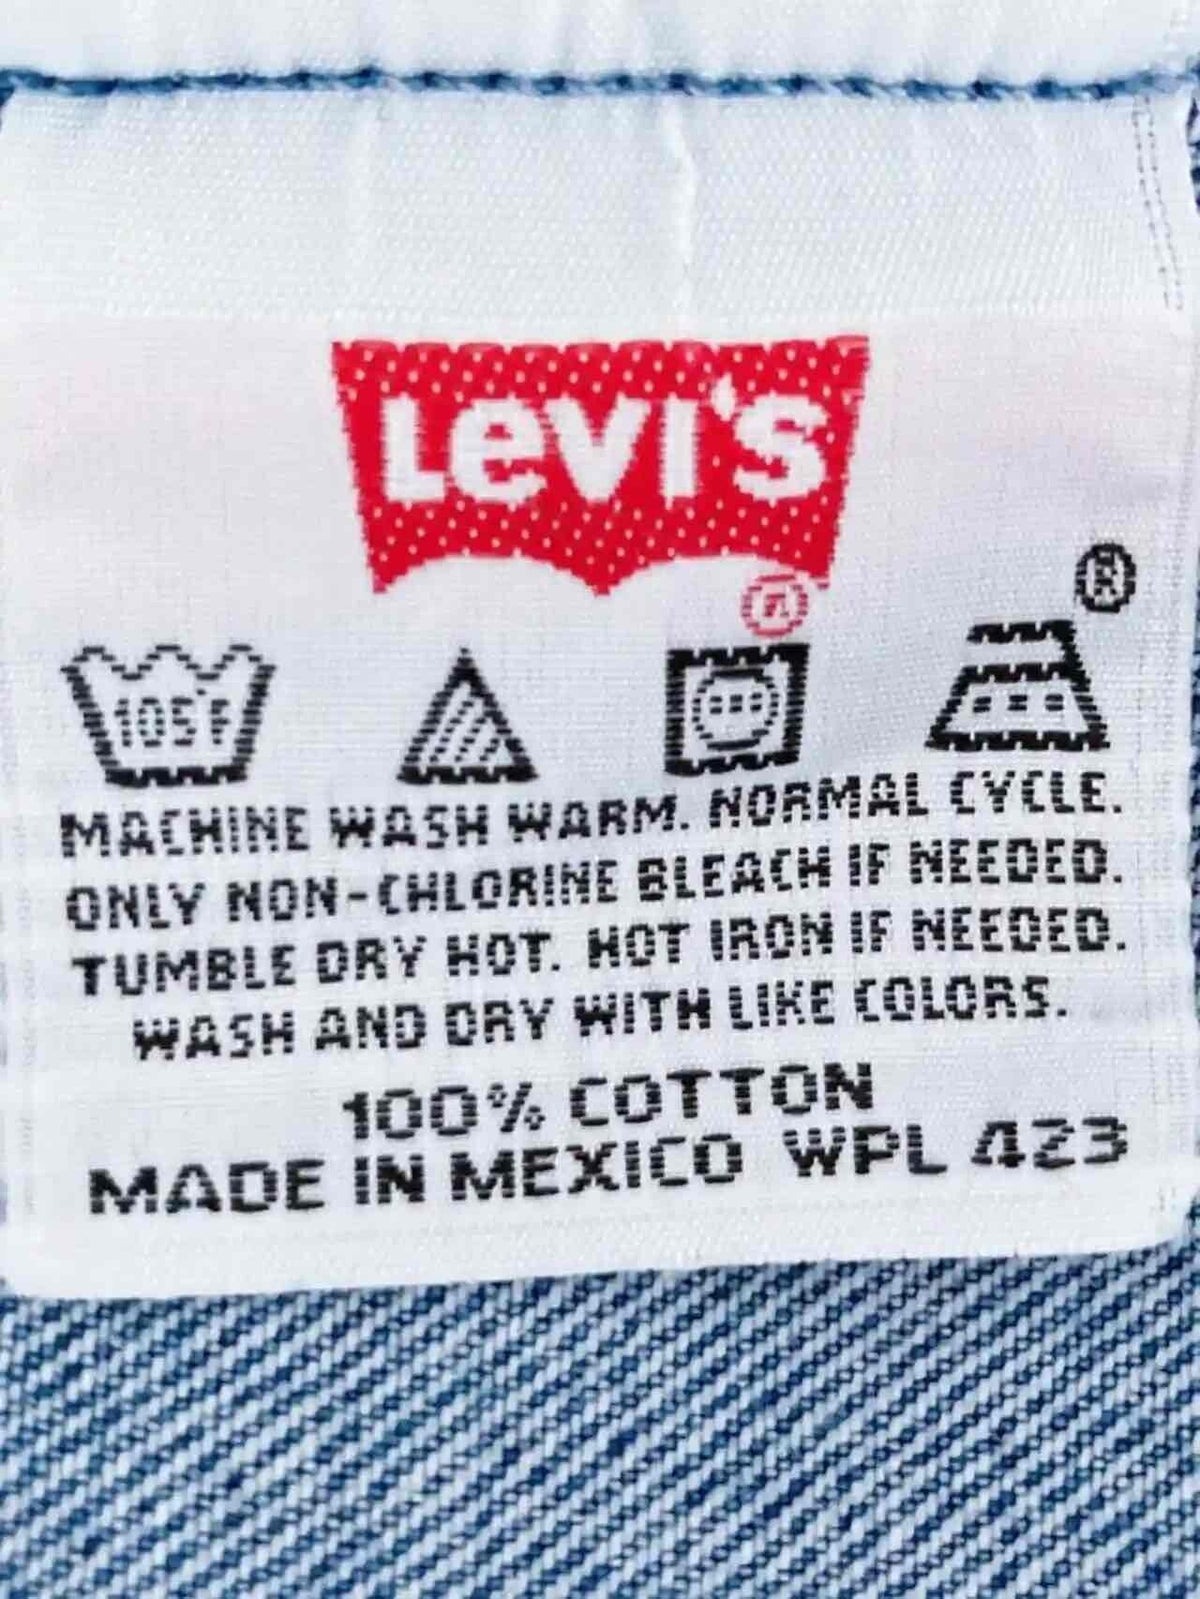 LEVI'S
®
®
105°F
MACHINE WASH WARM. NORMAL CYCLE.
ONLY NON-CHLORINE BLEACH IF NEEDED.
TUMBLE DRY HOT. HOT IRON IF NEEDED.
WASH AND DRY WITH LIKE COLORS.
100% COTTON
MADE IN MEXICO WPL 423